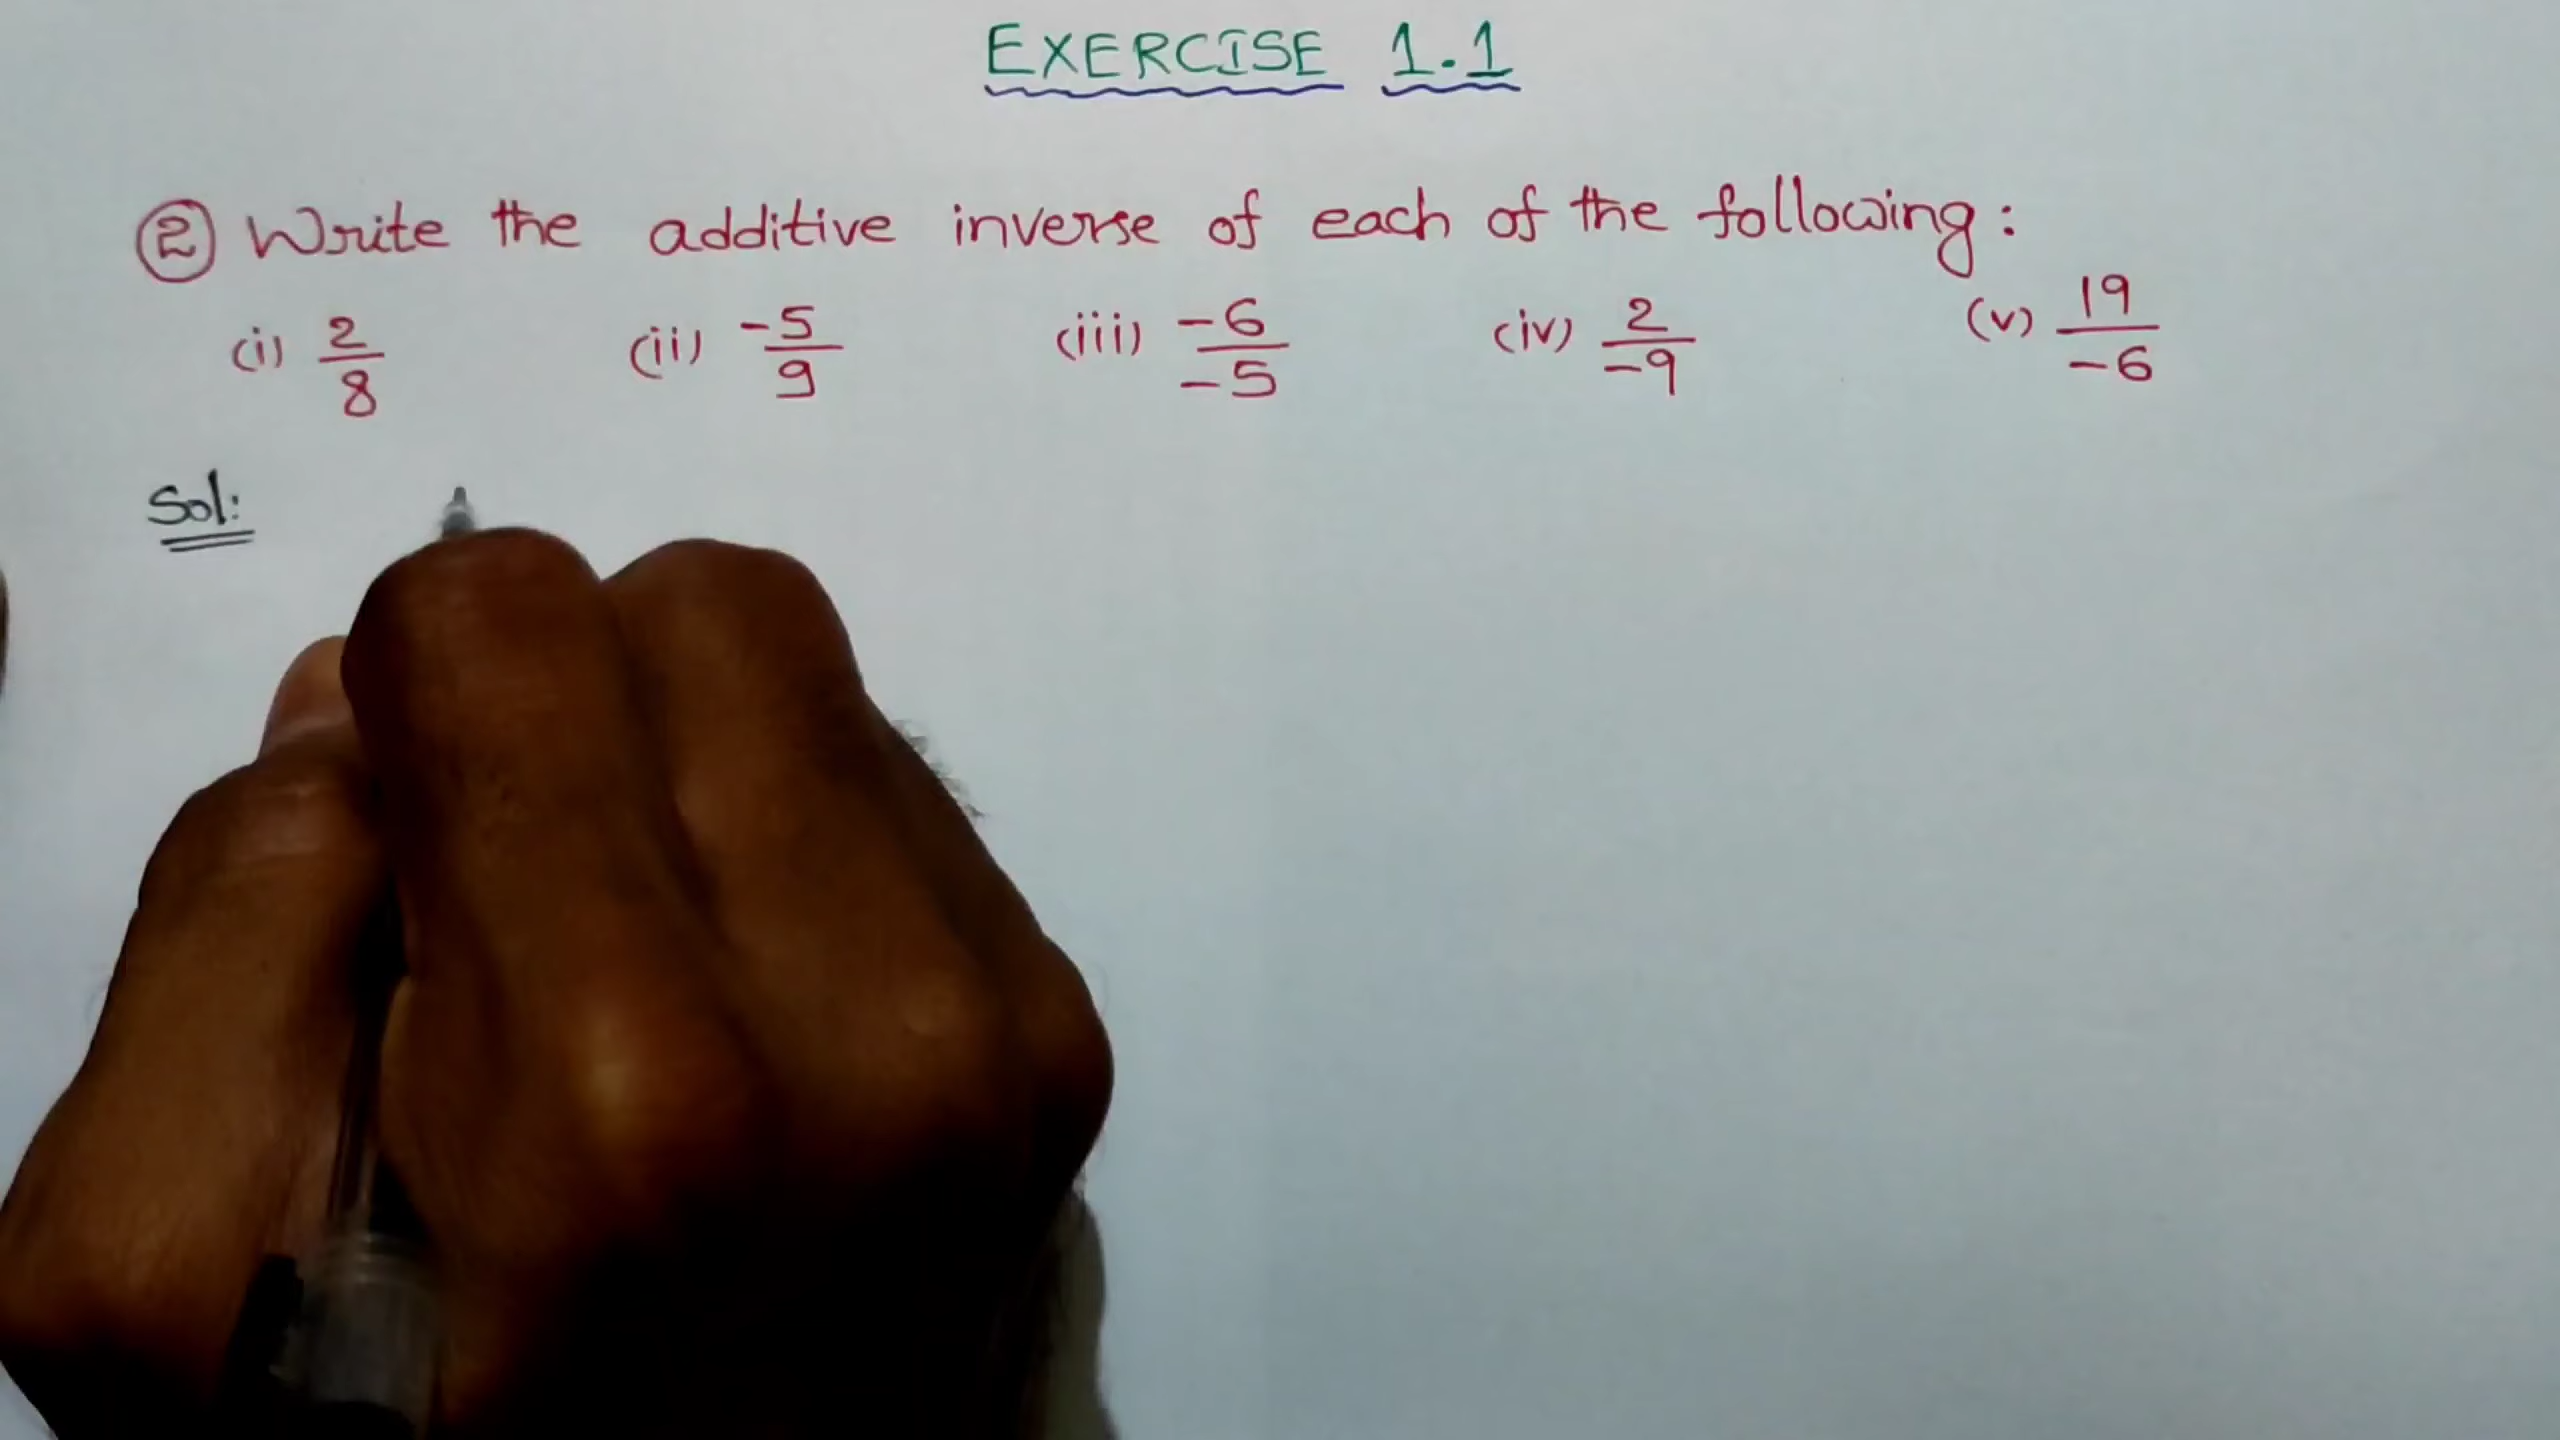 EXERCISE 1.1
② Write the additive inverse of each of the following:
(i) 2/8 (ii) -5/9 (iii) -6/-5 (iv) 2/-9 (v) 19/-6
Sol: